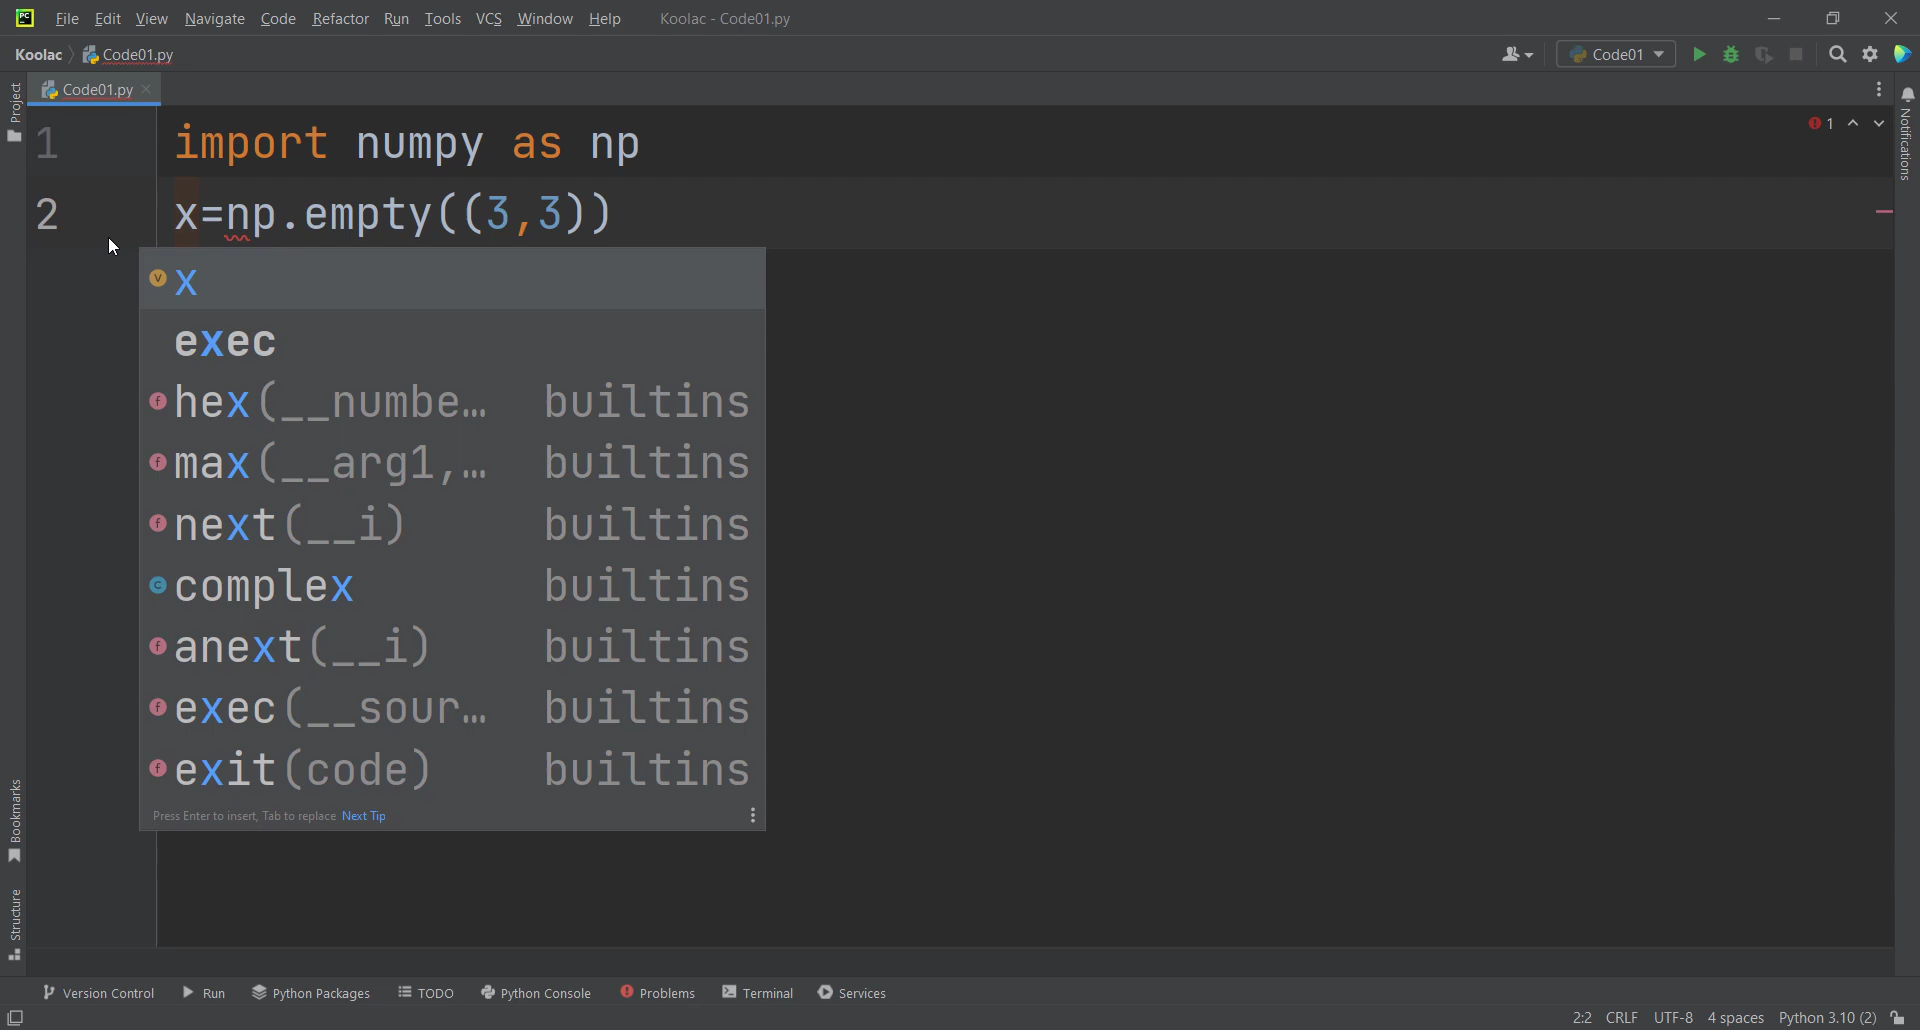 PC File Edit View Navigate Code Refactor Run Tools VCS Window Help Koolac - Code01.py
Koolac Code01.py Code01
Project
Code01.py
Notifications
1 import numpy as np
1
2 x=np.empty((3,3))
v x
exec
f hex(__numbe… builtins
f max(__arg1,… builtins
f next(__i) builtins
c complex builtins
f anext(__i) builtins
f exec(__sour… builtins
f exit(code) builtins
Press Enter to insert, Tab to replace Next Tip
Bookmarks
Structure
Version Control Run Python Packages TODO Python Console Problems Terminal Services
2:2 CRLF UTF-8 4 spaces Python 3.10 (2)